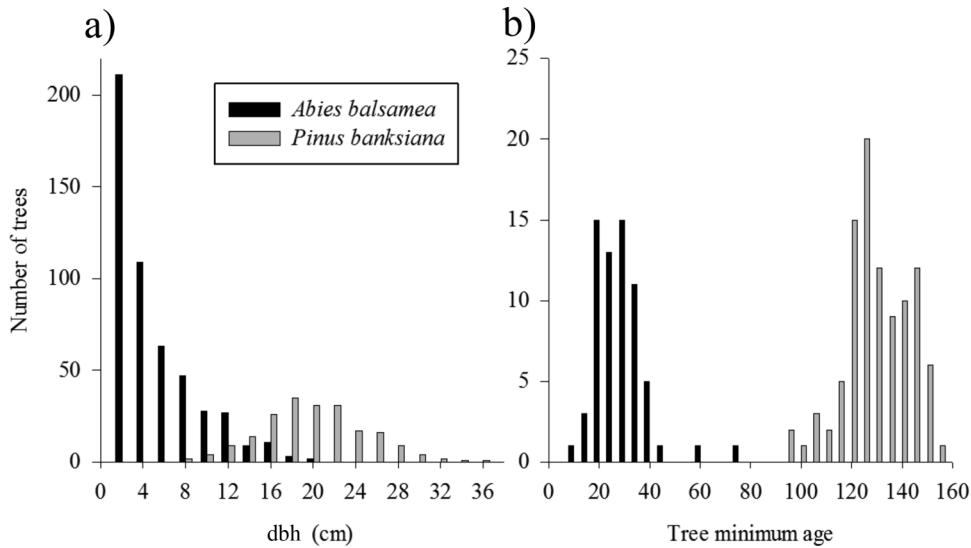 a)
Number of trees
200
150
100
50
0
Abies balsamea
Pinus banksiana
0 4 8 12 16 20 24 28 32 36
dbh (cm)
b)
25
20
15
10
5
0
0 20 40 60 80 100 120 140 160
Tree minimum age